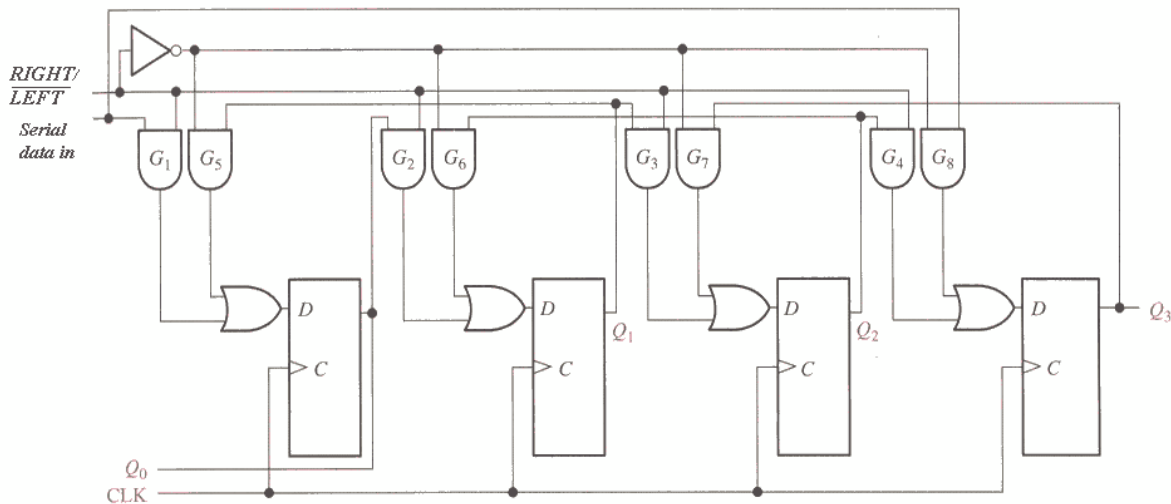 RIGHT/
LEFT
Serial
data in
G1 G5 G2 G6 G3 G7 G4 G8
D D D D
Q1 Q2 Q3
C C C C
Q0
CLK